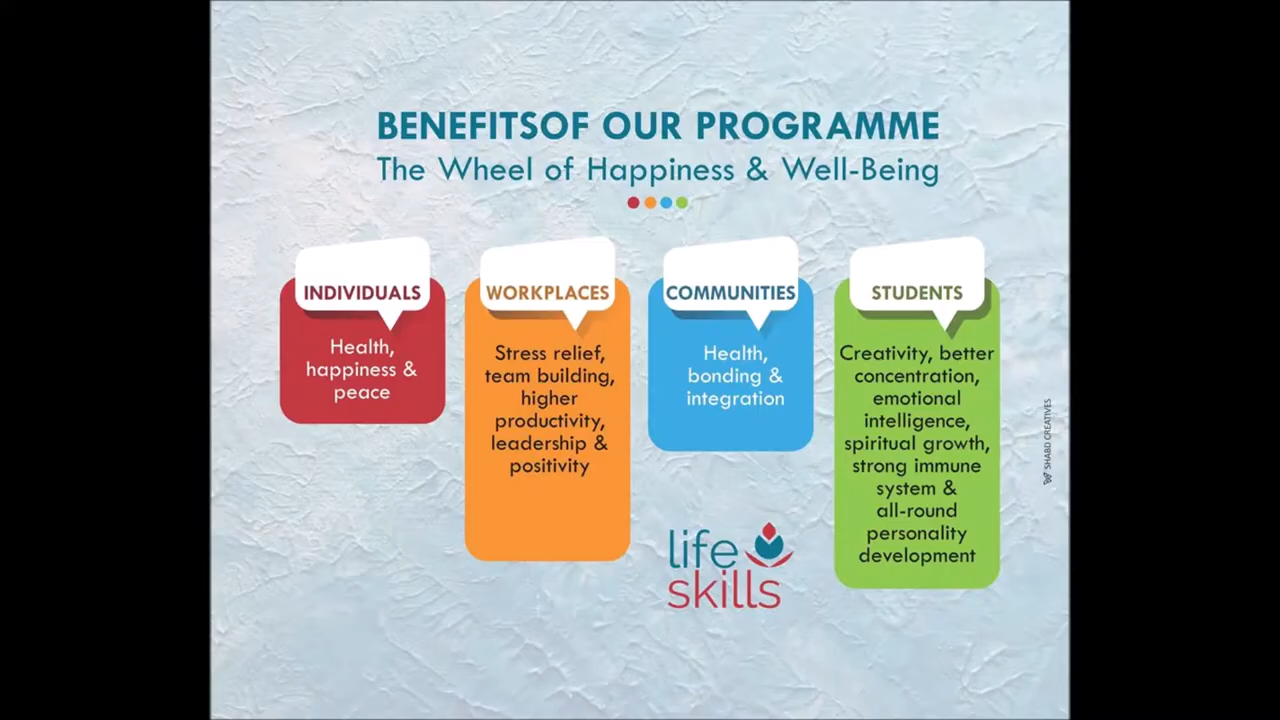 BENEFITSOF OUR PROGRAMME
The Wheel of Happiness & Well-Being
INDIVIDUALS
Health,
happiness &
peace
WORKPLACES
Stress relief,
team building,
higher
productivity,
leadership &
positivity
COMMUNITIES
Health,
bonding &
integration
STUDENTS
Creativity, better
concentration,
emotional
intelligence,
spiritual growth,
strong immune
system &
all-round
personality
development
life
skills
SHABD CREATIVES